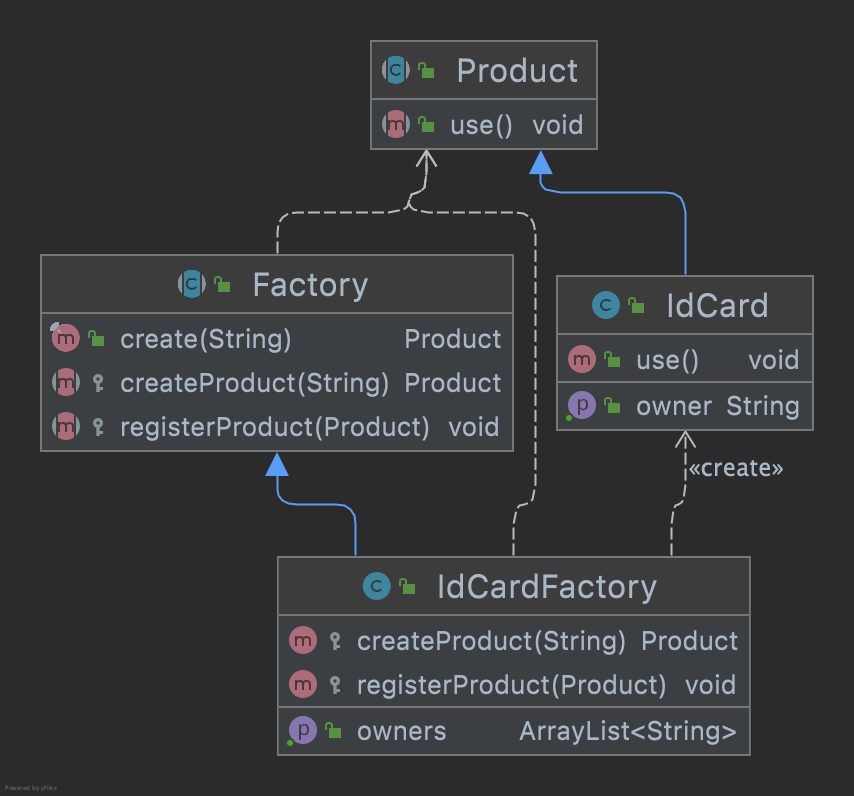 Product
use() void
Factory
create(String) Product
createProduct(String) Product
registerProduct(Product) void
IdCard
use() void
owner String
«create»
IdCardFactory
createProduct(String) Product
registerProduct(Product) void
owners ArrayList<String>
Powered by yFiles